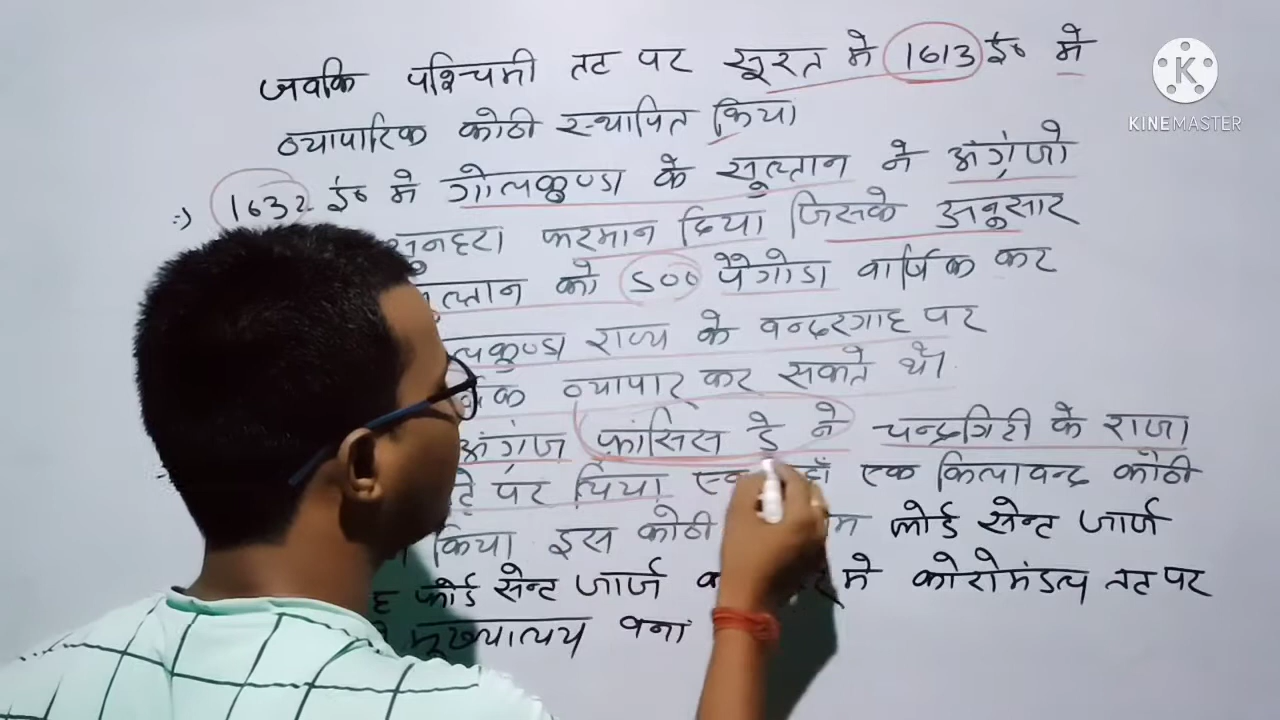 जबकि पश्चिमी तट पर सूरत मे 1613 ई० मे
व्यापारिक कोठी स्थापित किया
:-) 1632 ई० मे गोलकुण्डा के सुल्तान ने अंग्रेजो
सुनहरा फरमान दिया जिसके अनुसार
सुल्तान को 500 पैगोडा वार्षिक कर
लकुण्डा राज्य के बन्दरगाह पर
क व्यापार कर सकते थे।
अंग्रेज फ्रांसिस डे ने चन्द्रगिरी के राजा
पर लिया एक किलाबन्द कोठी
किया इस कोठी फोर्ड सेन्ट जार्ज
फोर्ड सेन्ट जार्ज मे कोरोमंडल तट पर
मुख्यालय बना
KINEMASTER